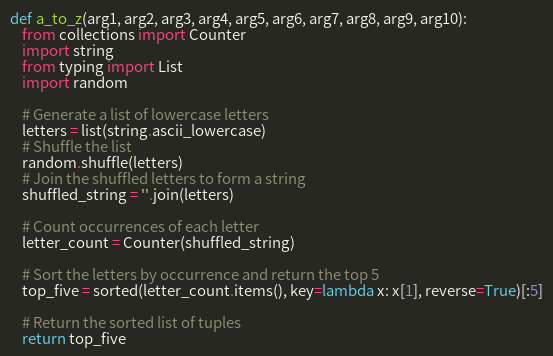 def a_to_z(arg1, arg2, arg3, arg4, arg5, arg6, arg7, arg8, arg9, arg10):
from collections import Counter
import string
from typing import List
import random
# Generate a list of lowercase letters
letters = list(string.ascii_lowercase)
# Shuffle the list
random.shuffle(letters)
# Join the shuffled letters to form a string
shuffled_string = ''.join(letters)
# Count occurrences of each letter
letter_count = Counter(shuffled_string)
# Sort the letters by occurrence and return the top 5
top_five = sorted(letter_count.items(), key=lambda x: x[1], reverse=True)[:5]
# Return the sorted list of tuples
return top_five